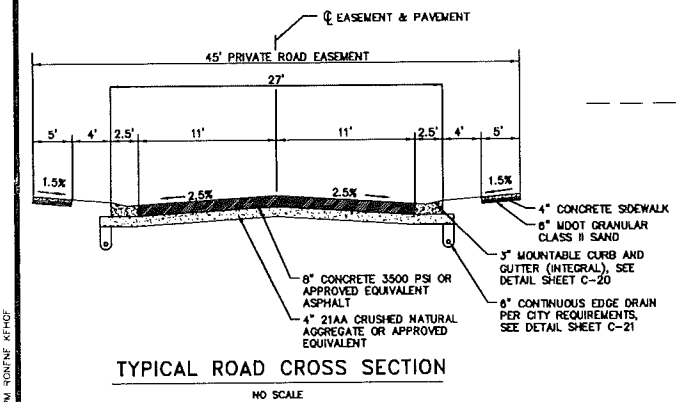 ℄ EASEMENT & PAVEMENT
45' PRIVATE ROAD EASEMENT
27'
5' 4' 2.5' 11' 11' 2.5' 4' 5'
1.5% 2.5% 2.5% 1.5%
4" CONCRETE SIDEWALK
6" MDOT GRANULAR
CLASS II SAND
3" MOUNTABLE CURB AND
GUTTER (INTEGRAL), SEE
DETAIL SHEET C-20
6" CONTINUOUS EDGE DRAIN
PER CITY REQUIREMENTS,
SEE DETAIL SHEET C-21
8" CONCRETE 3500 PSI OR
APPROVED EQUIVALENT
ASPHALT
4" 21AA CRUSHED NATURAL
AGGREGATE OR APPROVED
EQUIVALENT
TYPICAL ROAD CROSS SECTION
NO SCALE
PM